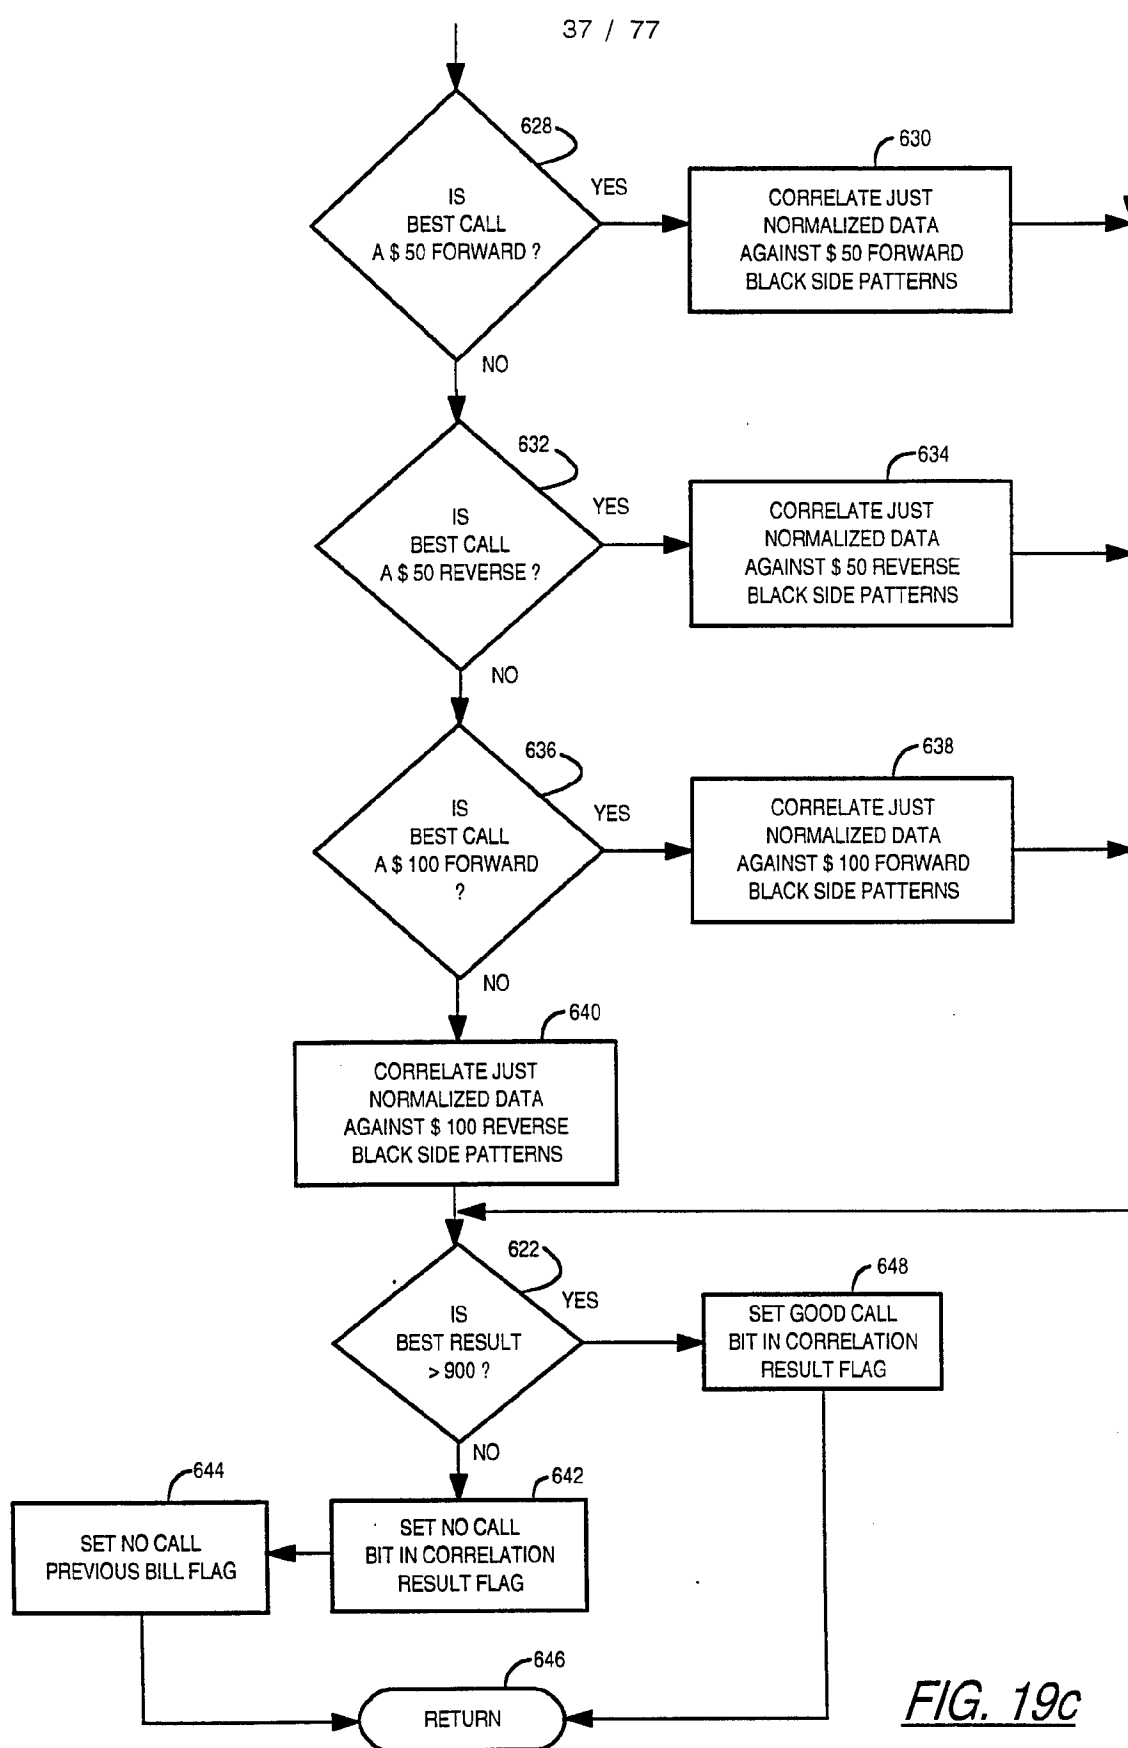 37 / 77
628
IS
BEST CALL
A $ 50 FORWARD ?
YES
630
CORRELATE JUST
NORMALIZED DATA
AGAINST $ 50 FORWARD
BLACK SIDE PATTERNS
NO
632
IS
BEST CALL
A $ 50 REVERSE ?
YES
634
CORRELATE JUST
NORMALIZED DATA
AGAINST $ 50 REVERSE
BLACK SIDE PATTERNS
NO
636
IS
BEST CALL
A $ 100 FORWARD
?
YES
638
CORRELATE JUST
NORMALIZED DATA
AGAINST $ 100 FORWARD
BLACK SIDE PATTERNS
NO
640
CORRELATE JUST
NORMALIZED DATA
AGAINST $ 100 REVERSE
BLACK SIDE PATTERNS
622
IS
BEST RESULT
> 900 ?
YES
648
SET GOOD CALL
BIT IN CORRELATION
RESULT FLAG
NO
642
SET NO CALL
BIT IN CORRELATION
RESULT FLAG
644
SET NO CALL
PREVIOUS BILL FLAG
646
RETURN
FIG. 19c